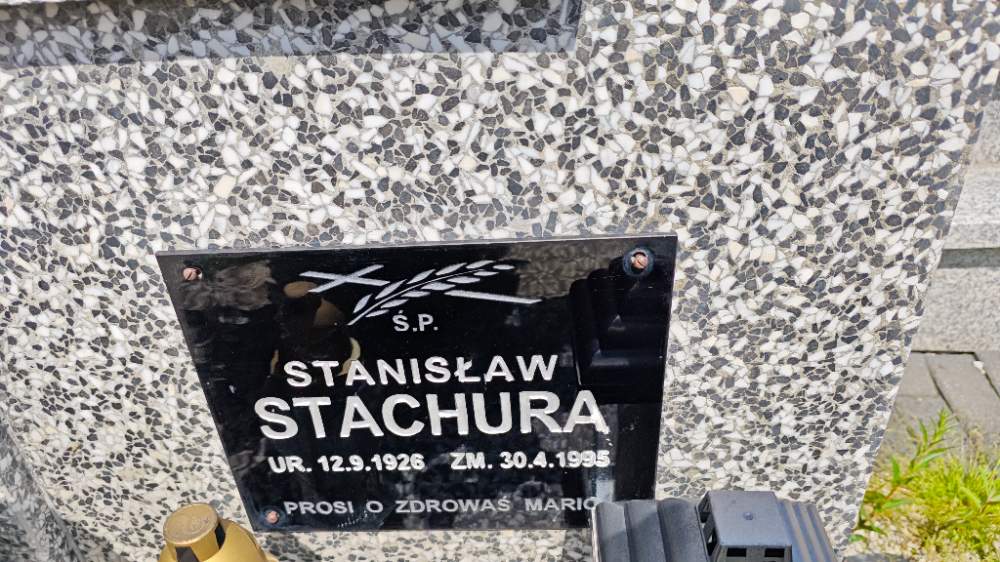 Ś.P.
STANISŁAW
STACHURA
UR. 12.9.1926 ZM. 30.4.1995
PROSI O ZDROWAŚ MARIO